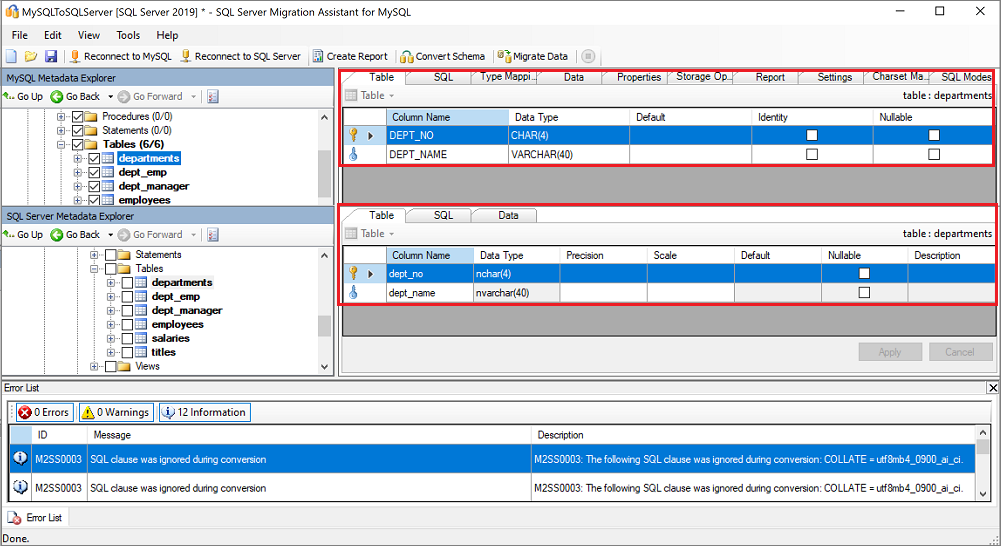 MySQLToSQLServer [SQL Server 2019] * - SQL Server Migration Assistant for MySQL
File Edit View Tools Help
Reconnect to MySQL Reconnect to SQL Server Create Report Convert Schema Migrate Data
MySQL Metadata Explorer
Go Up Go Back Go Forward
Procedures (0/0)
Statements (0/0)
Tables (6/6)
departments
dept_emp
dept_manager
employees
Table SQL Type Mappi... Data Properties Storage Op... Report Settings Charset Ma... SQL Modes
Table table : departments
Column Name Data Type Default Identity Nullable
DEPT_NO CHAR(4)
DEPT_NAME VARCHAR(40)
SQL Server Metadata Explorer
Go Up Go Back Go Forward
Statements
Tables
departments
dept_emp
dept_manager
employees
salaries
titles
Views
Table SQL Data
Table table : departments
Column Name Data Type Precision Scale Default Nullable Description
dept_no nchar(4)
dept_name nvarchar(40)
Apply Cancel
Error List
0 Errors 0 Warnings 12 Information
ID Message Description
M2SS0003 SQL clause was ignored during conversion M2SS0003: The following SQL clause was ignored during conversion: COLLATE = utf8mb4_0900_ai_ci.
M2SS0003 SQL clause was ignored during conversion M2SS0003: The following SQL clause was ignored during conversion: COLLATE = utf8mb4_0900_ai_ci.
Error List
Done.